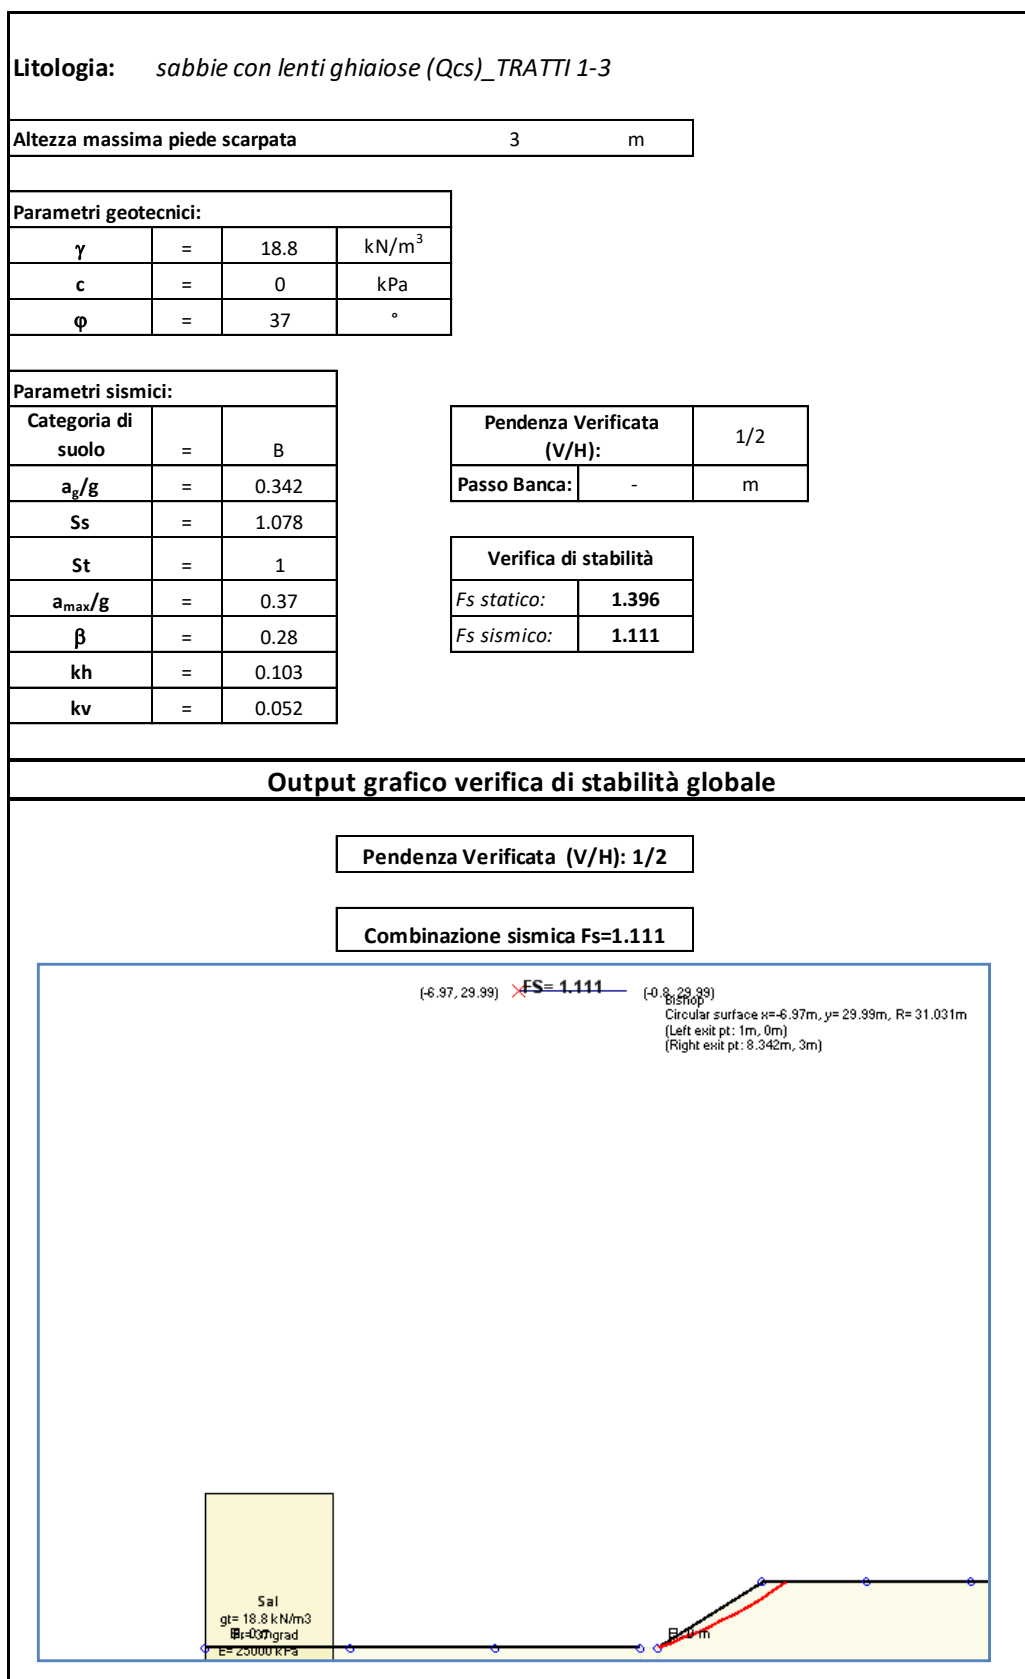 Litologia: sabbie con lenti ghiaiose (Qcs)_TRATTI 1-3
Altezza massima piede scarpata 3 m
Parametri geotecnici:
γ = 18.8 kN/m³
c = 0 kPa
φ = 37 °
Parametri sismici:
Categoria di suolo = B
ag/g = 0.342
Ss = 1.078
St = 1
amax/g = 0.37
β = 0.28
kh = 0.103
kv = 0.052
Pendenza Verificata (V/H): 1/2
Passo Banca: - m
Verifica di stabilità
Fs statico: 1.396
Fs sismico: 1.111
Output grafico verifica di stabilità globale
Pendenza Verificata (V/H): 1/2
Combinazione sismica Fs=1.111
(-6.97, 29.99) FS= 1.111 (-0.8, 29.99)
Bishop
Circular surface x=-6.97m, y= 29.99m, R= 31.031m
(Left exit pt: 1m, 0m)
(Right exit pt: 8.342m, 3m)
Sal
gt= 18.8 kN/m3
Fi=37grad
E= 25000 kPa